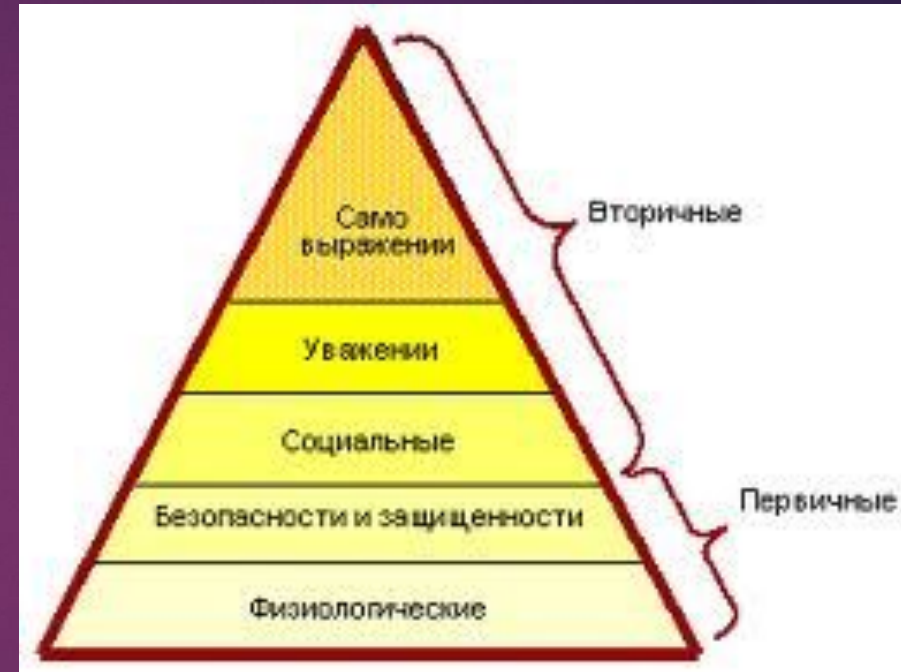 Само
выражении
Вторичные
Уважении
Социальные
Безопасности и защищенности
Первичные
Физиологические